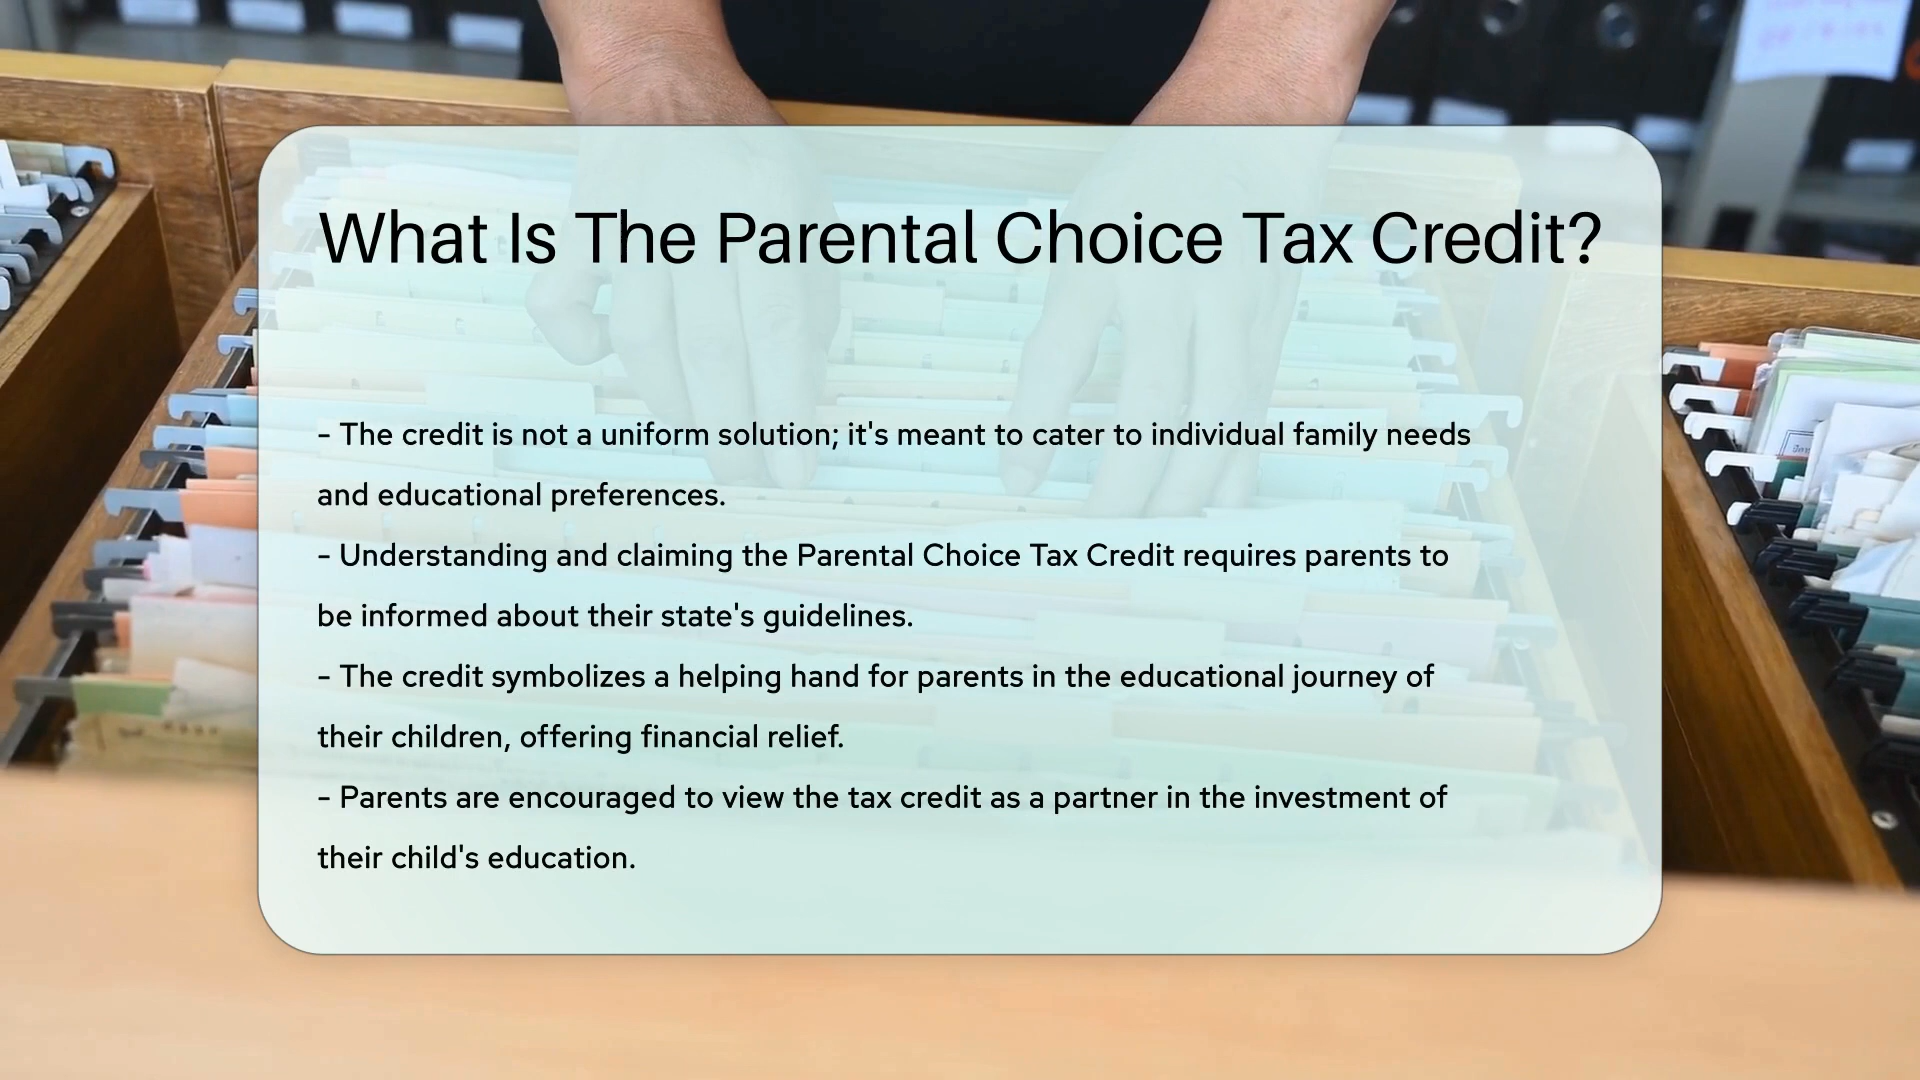 What Is The Parental Choice Tax Credit?
- The credit is not a uniform solution; it's meant to cater to individual family needs
and educational preferences.
- Understanding and claiming the Parental Choice Tax Credit requires parents to
be informed about their state's guidelines.
- The credit symbolizes a helping hand for parents in the educational journey of
their children, offering financial relief.
- Parents are encouraged to view the tax credit as a partner in the investment of
their child's education.